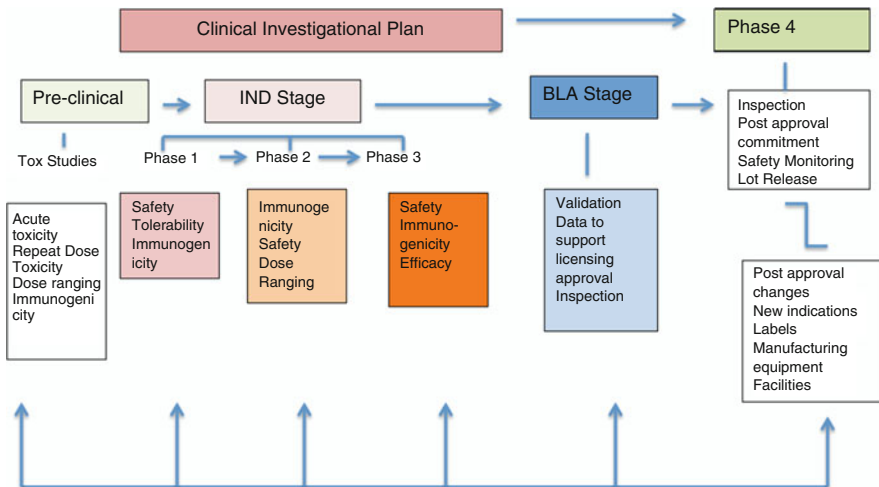 Clinical Investigational Plan
Phase 4
Pre-clinical
IND Stage
BLA Stage
Inspection
Post approval
commitment
Safety Monitoring
Lot Release
Tox Studies
Phase 1
Phase 2
Phase 3
Acute
toxicity
Repeat Dose
Toxicity
Dose ranging
Immunogeni
city
Safety
Tolerability
Immunogen
icity
Immunoge
nicity
Safety
Dose
Ranging
Safety
Immuno-
genicity
Efficacy
Validation
Data to
support
licensing
approval
Inspection
Post approval
changes
New indications
Labels
Manufacturing
equipment
Facilities